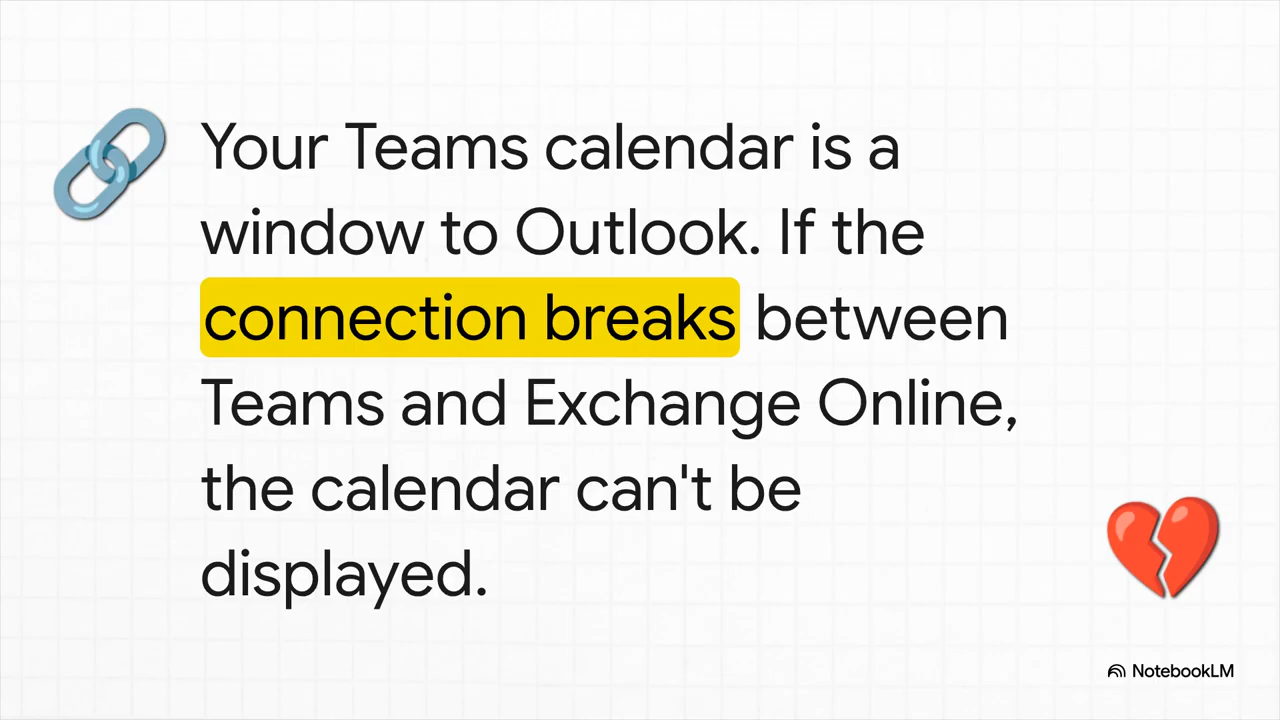 Your Teams calendar is a
window to Outlook. If the
connection breaks between
Teams and Exchange Online,
the calendar can't be
displayed.
NotebookLM